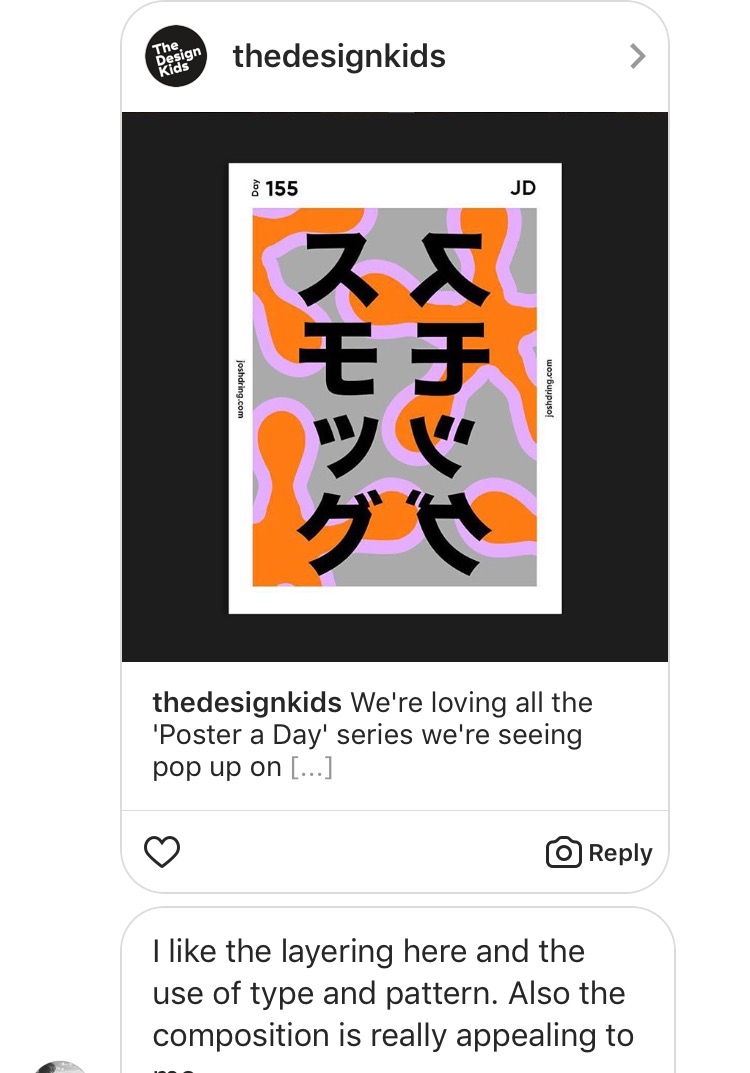 The
Design
Kids
thedesignkids
Day 155
JD
スモッグ
スモッグ
joshdring.com
joshdring.com
thedesignkids We're loving all the
'Poster a Day' series we're seeing
pop up on [...]
Reply
I like the layering here and the
use of type and pattern. Also the
composition is really appealing to